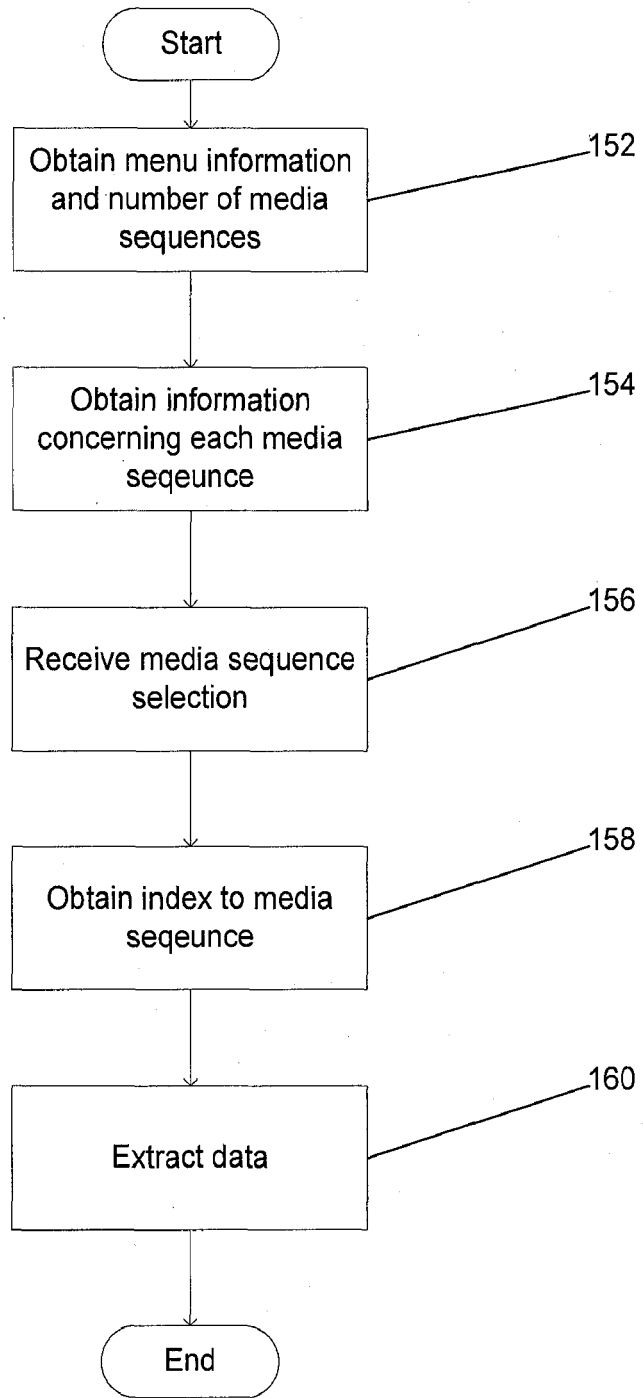 Start
Obtain menu information
and number of media
sequences
152
Obtain information
concerning each media
seqeunce
154
Receive media sequence
selection
156
Obtain index to media
seqeunce
158
Extract data
160
End